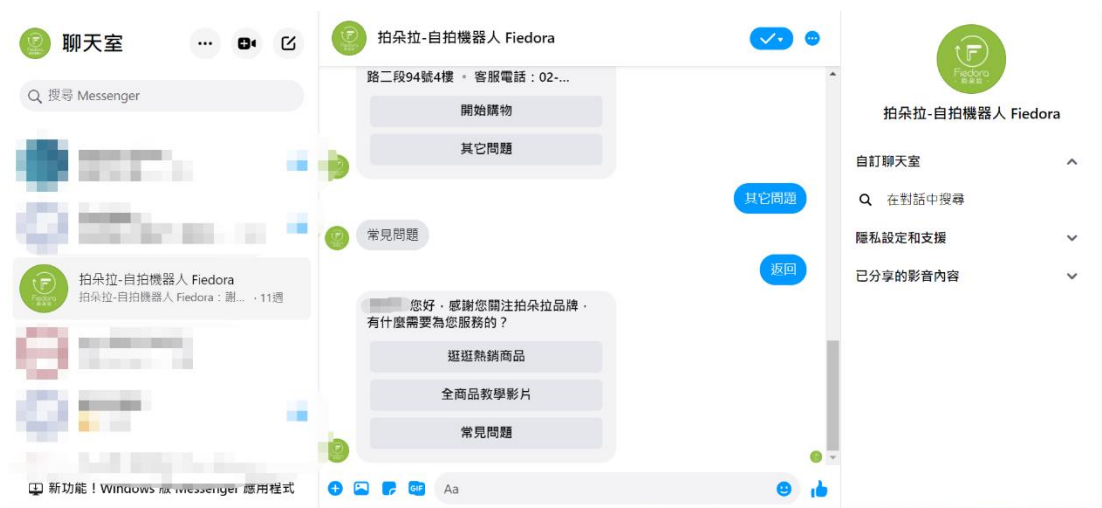 聊天室
搜尋 Messenger
拍朵拉-自拍機器人 Fiedora
拍朵拉-自拍機器人 Fiedora：謝... · 11週
新功能！Windows 版 Messenger 應用程式
拍朵拉-自拍機器人 Fiedora
路二段94號4樓 ◦ 客服電話：02-...
開始購物
其它問題
其它問題
常見問題
返回
您好，感謝您關注拍朵拉品牌，
有什麼需要為您服務的？
逛逛熱銷商品
全商品教學影片
常見問題
GIF
Aa
Fiedora
拍朵拉
拍朵拉-自拍機器人 Fiedora
自訂聊天室
在對話中搜尋
隱私設定和支援
已分享的影音內容